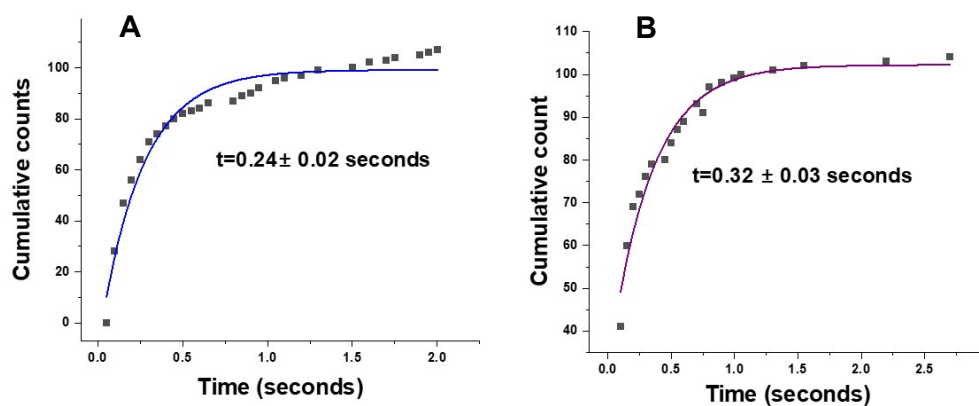 A
Cumulative counts
100
80
60
40
20
0
t=0.24± 0.02 seconds
0.0 0.5 1.0 1.5 2.0
Time (seconds)
B
Cumulative count
110
100
90
80
70
60
50
40
t=0.32 ± 0.03 seconds
0.0 0.5 1.0 1.5 2.0 2.5
Time (seconds)